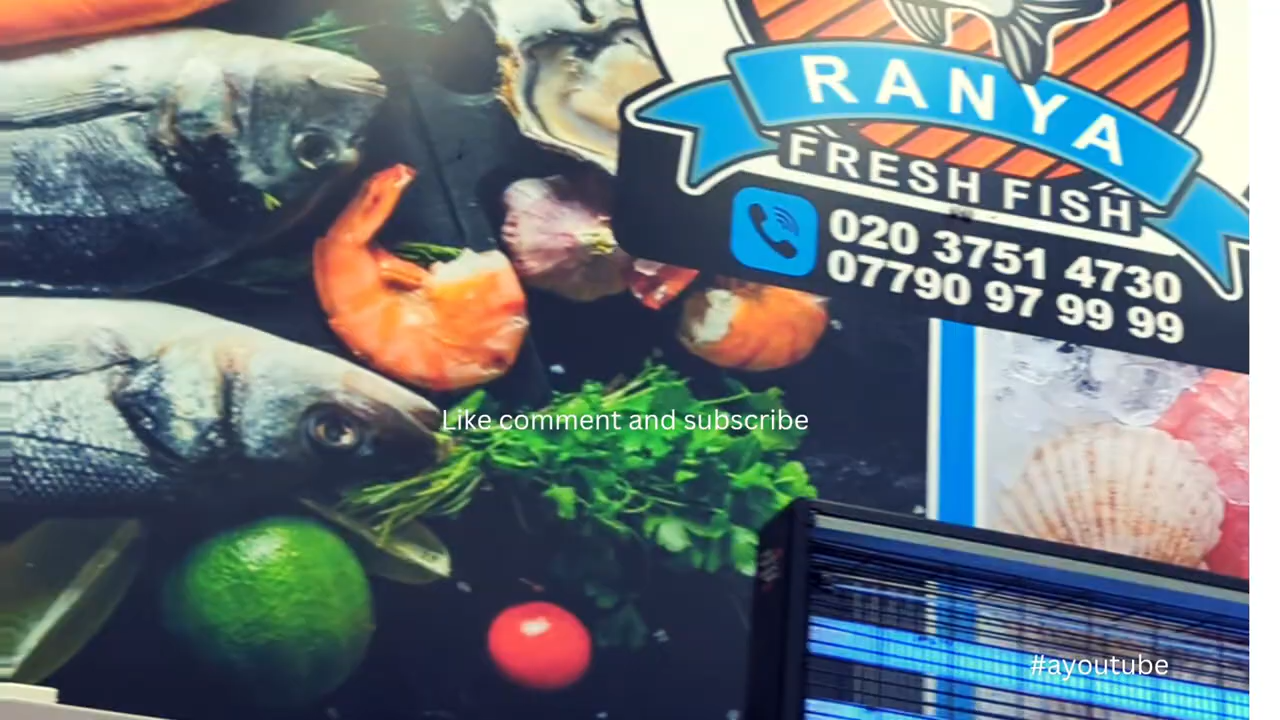 RANYA
FRESH FISH
020 3751 4730
07790 97 99 99
Like comment and subscribe
#ayoutube